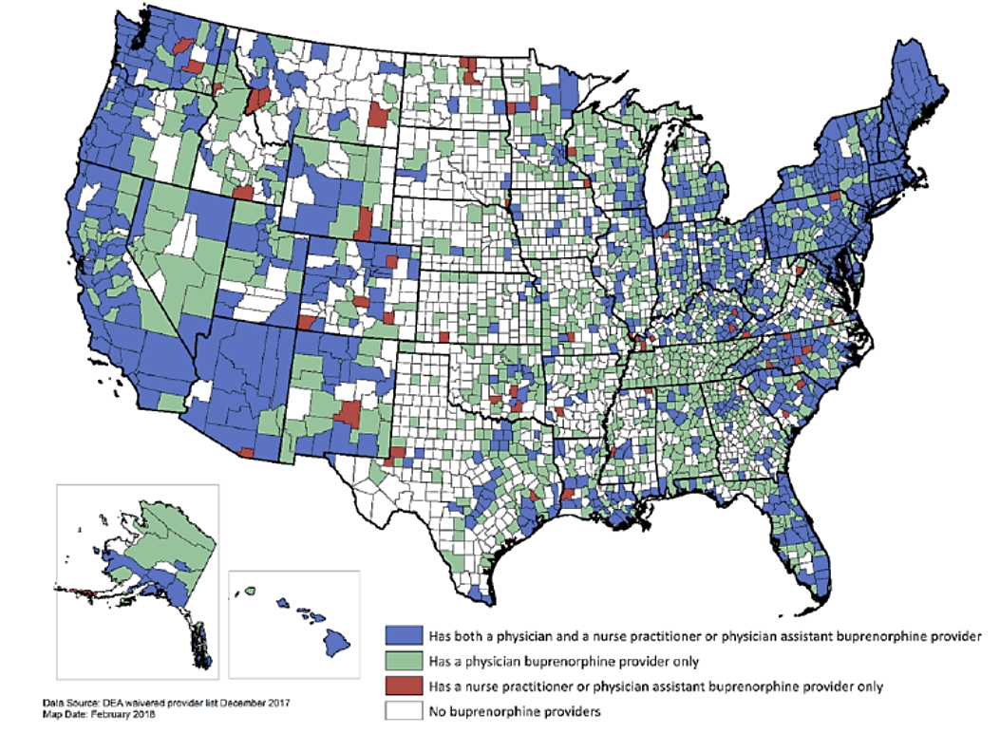 Has both a physician and a nurse practitioner or physician assistant buprenorphine provider
Has a physician buprenorphine provider only
Has a nurse practitioner or physician assistant buprenorphine provider only
No buprenorphine providers
Data Source: DEA waivered provider list December 2017
Map Date: February 2018